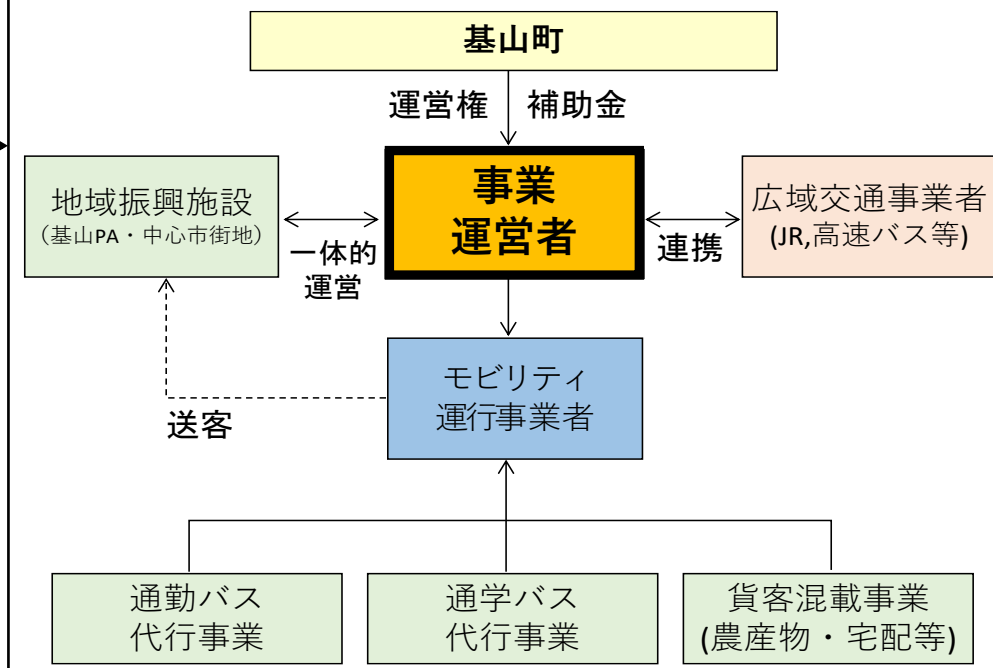 基山町
運営権 補助金
地域振興施設
（基山PA・中心市街地）
一体的
運営
事業
運営者
連携
広域交通事業者
(JR,高速バス等)
モビリティ
運行事業者
送客
通勤バス
代行事業
通学バス
代行事業
貨客混載事業
(農産物・宅配等)